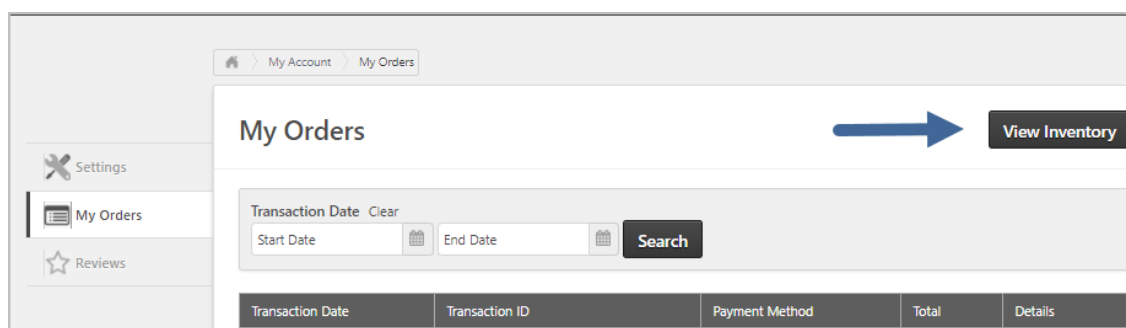 My Account My Orders
My Orders
View Inventory
Settings
My Orders
Reviews
Transaction Date Clear
Start Date End Date Search
Transaction Date Transaction ID Payment Method Total Details